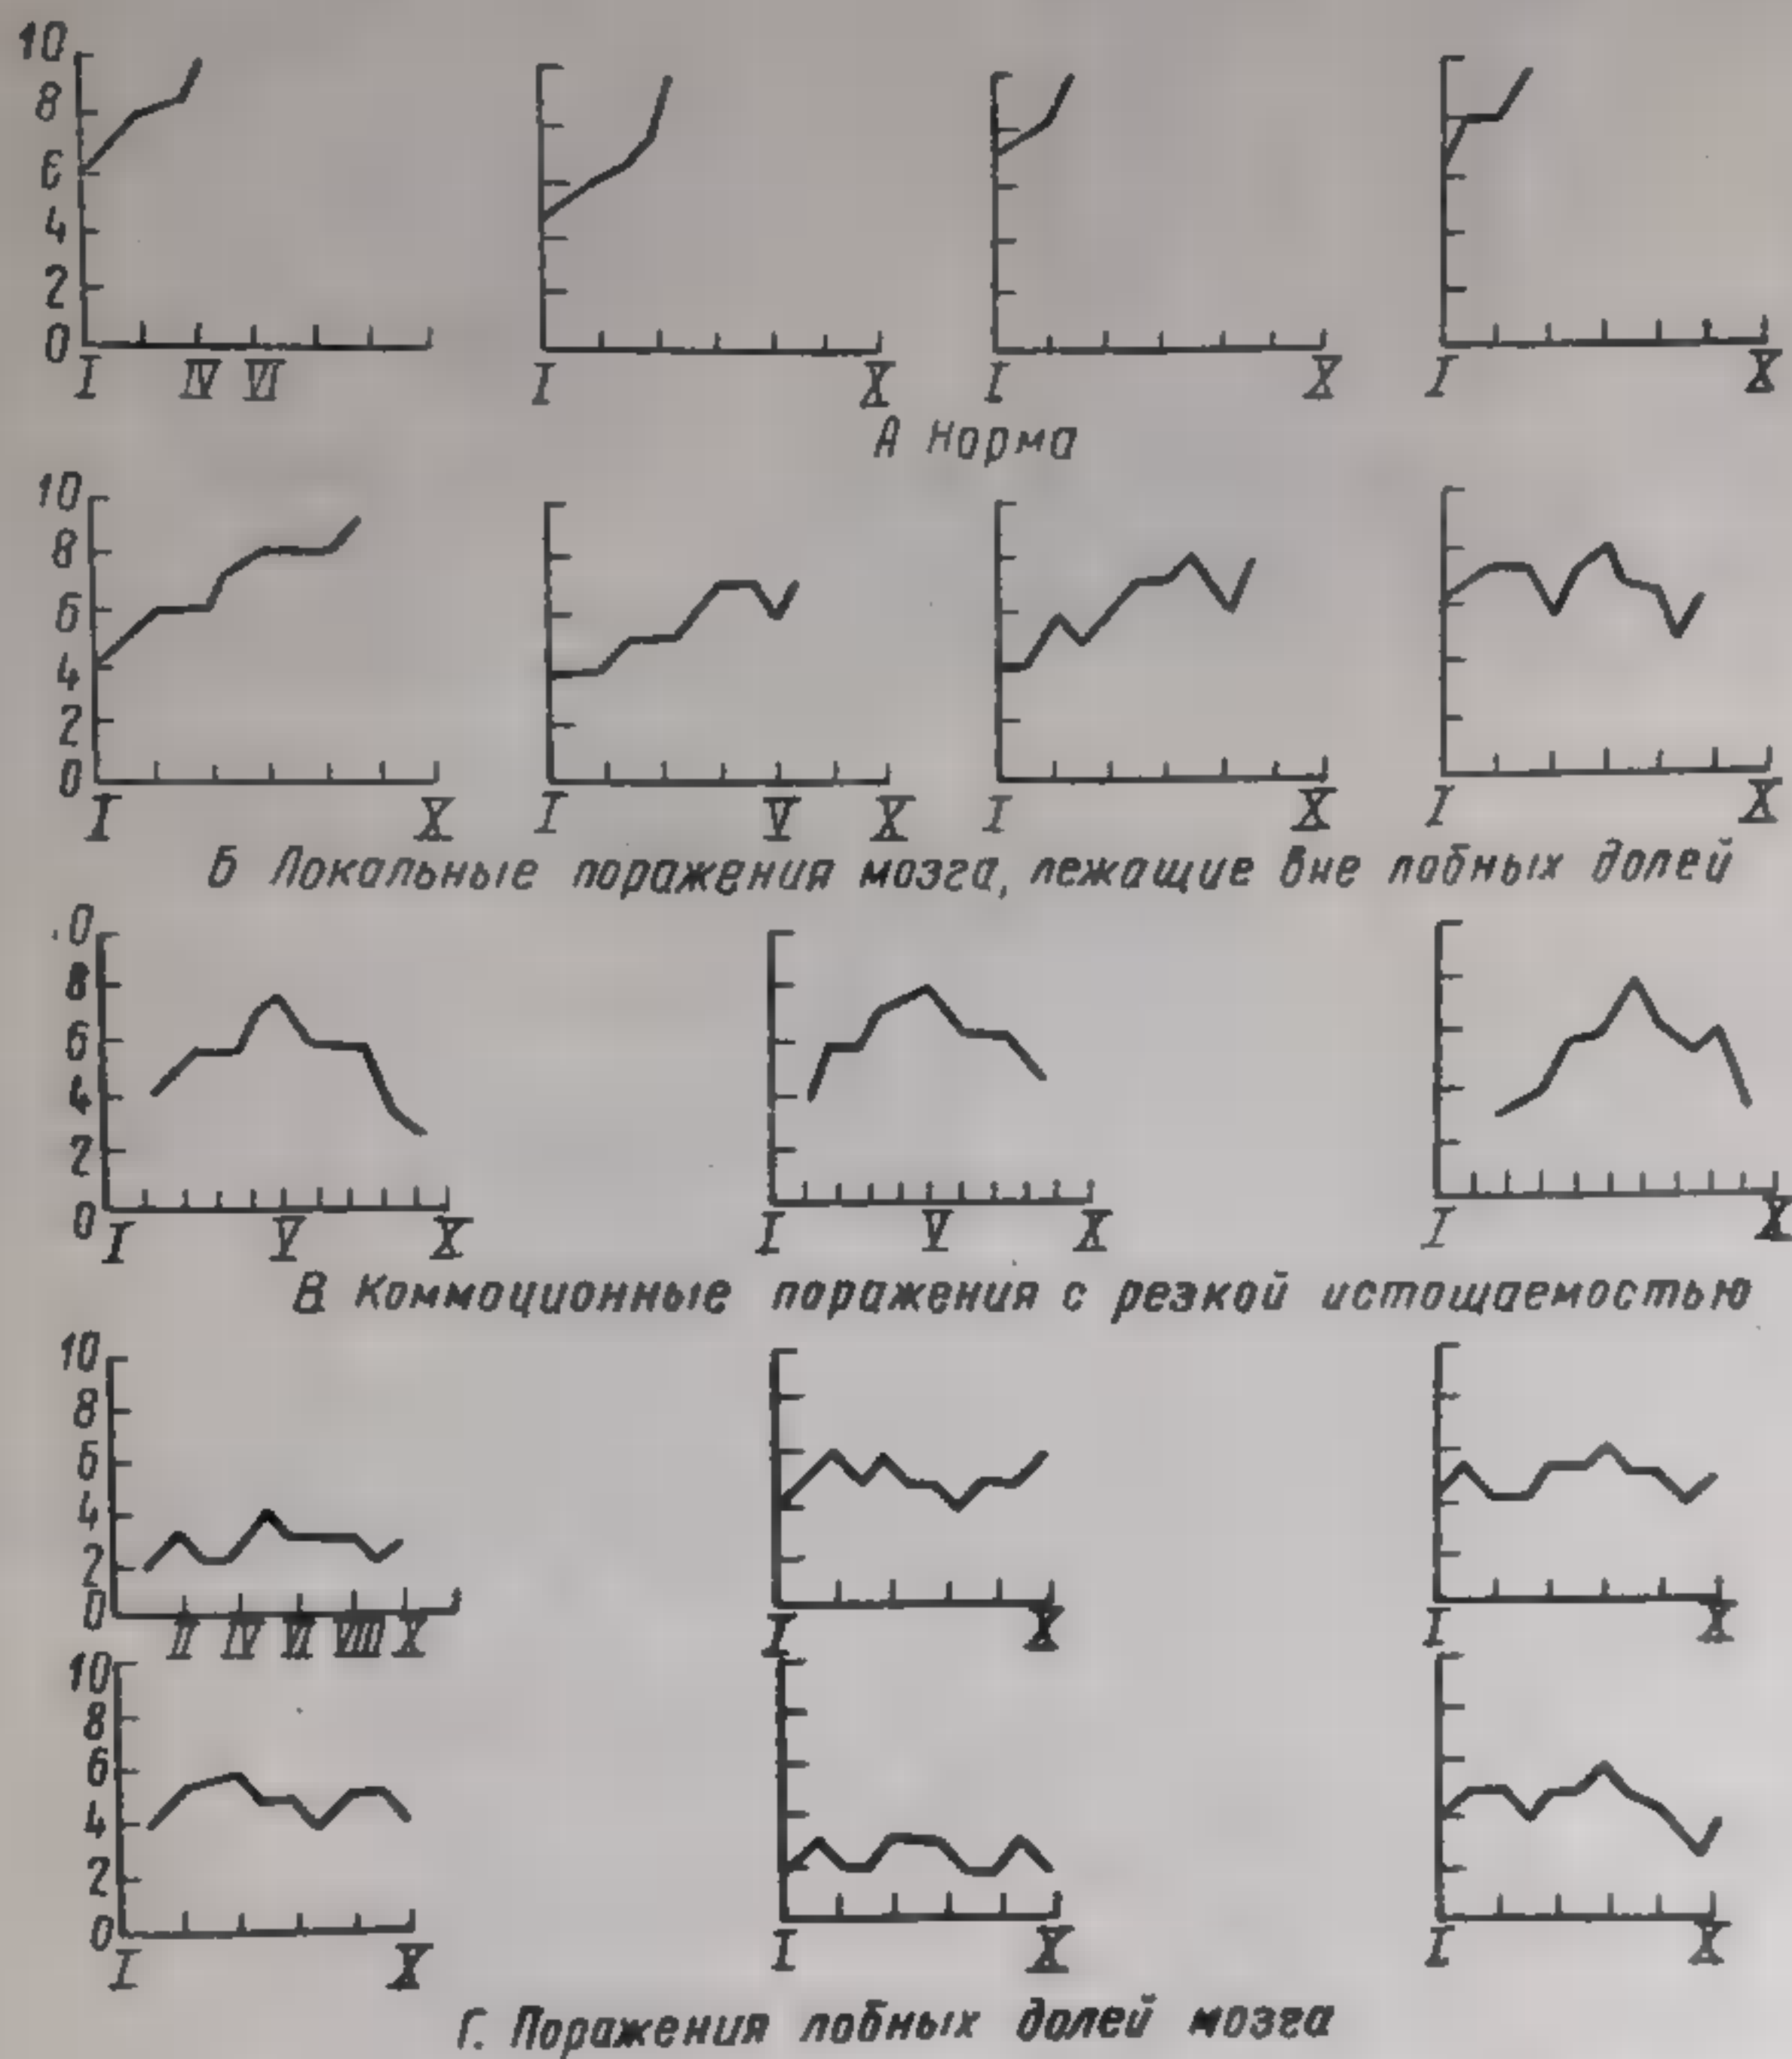 10
8
6
4
2
0
I IV VI
I X
I X
I X
А Норма
10
8
6
4
2
0
I X
I V X
I X
I X
Б Локальные поражения мозга, лежащие вне лобных долей
0
8
6
4
2
0
I V X
I V X
I X
В. Коммоционные поражения с резкой истощаемостью
10
8
6
4
2
0
II IV VI VIII X
I X
I X
10
8
6
4
2
0
I X
I X
I X
Г. Поражения лобных долей мозга